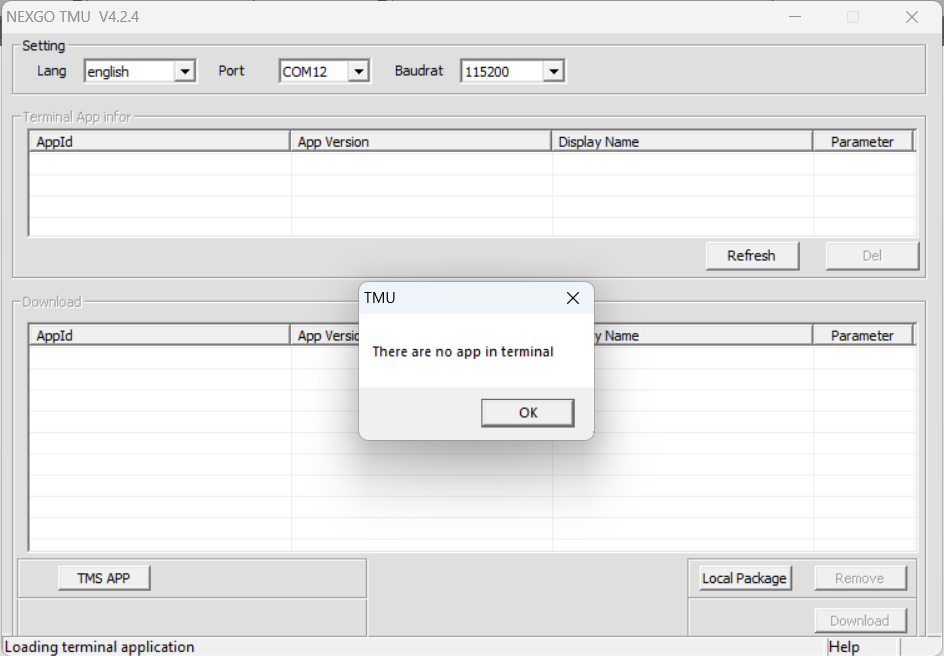 NEXGO TMU V4.2.4
Setting
Lang english Port COM12 Baudrat 115200
Terminal App infor
AppId App Version Display Name Parameter
Refresh Del
Download
AppId App Versio y Name Parameter
TMU
There are no app in terminal
OK
TMS APP Local Package Remove
Download
Loading terminal application Help